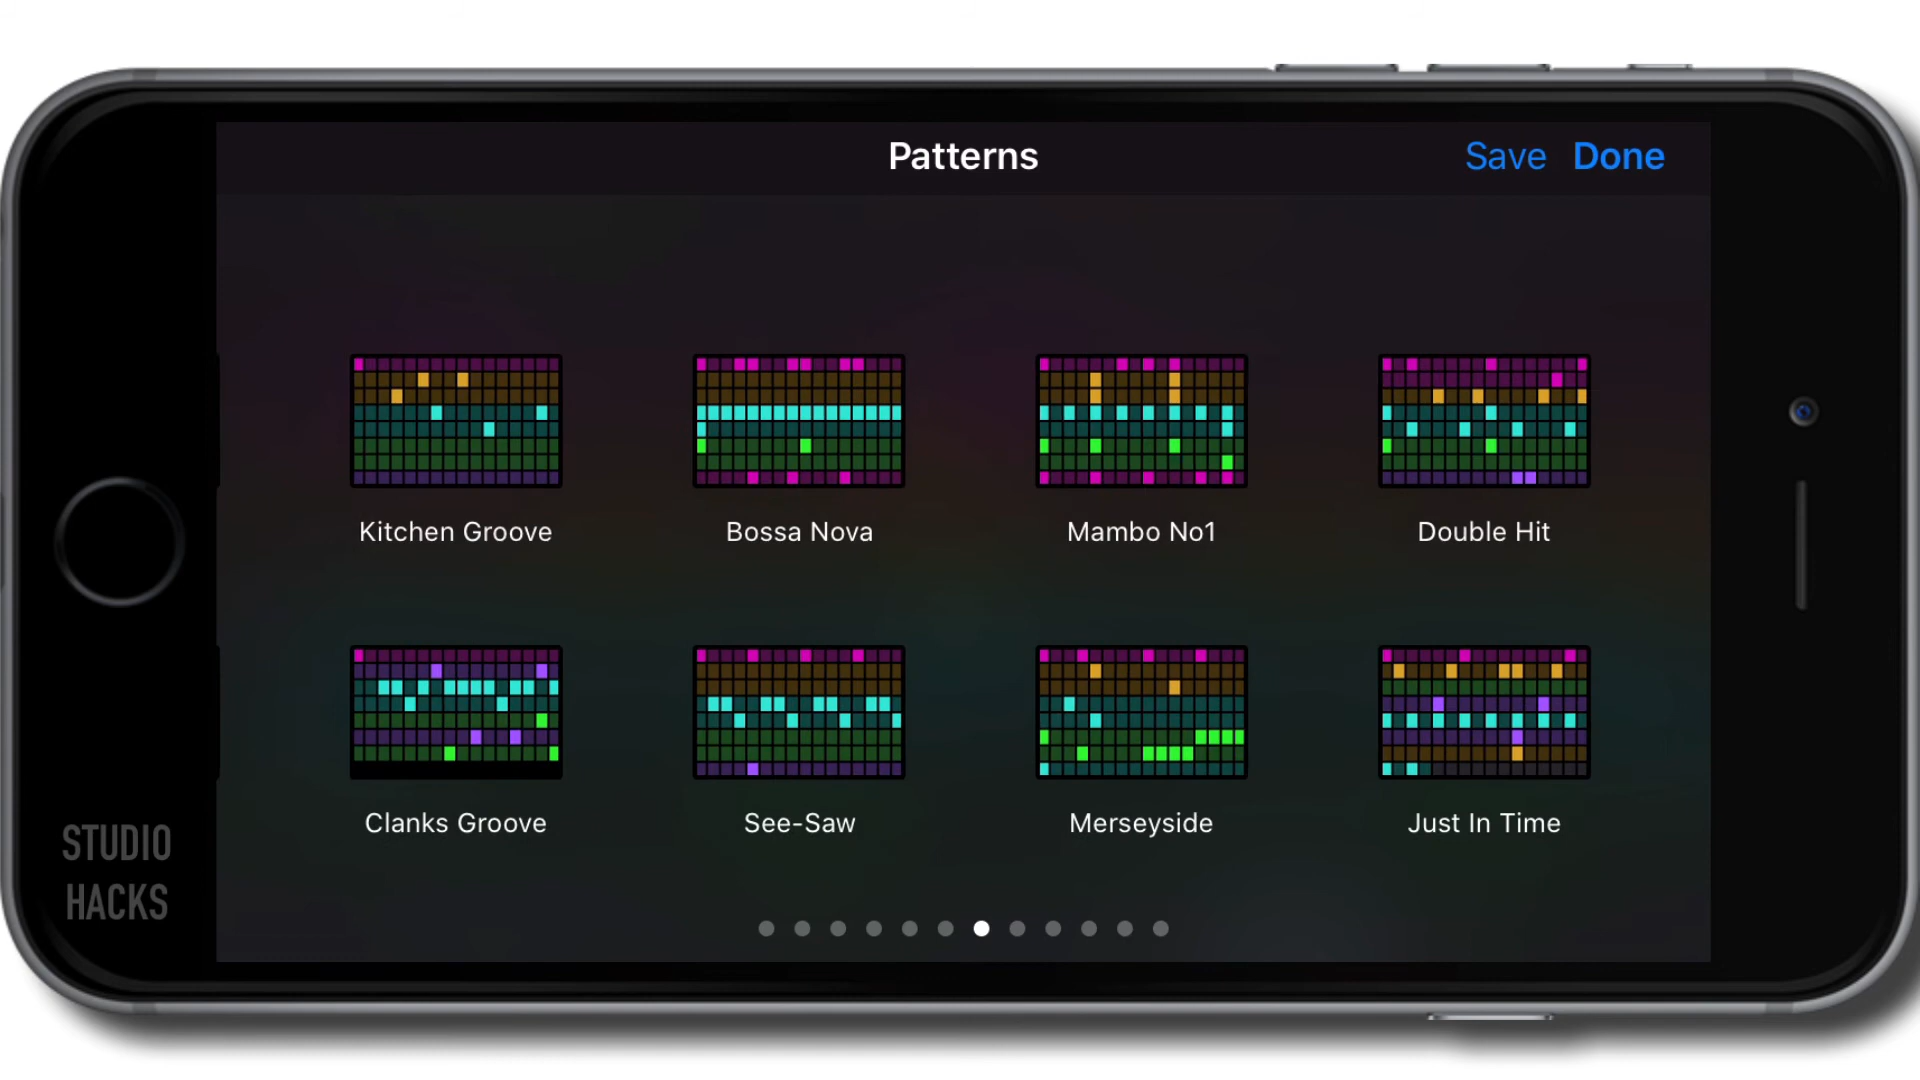 Patterns
Save Done
Kitchen Groove
Bossa Nova
Mambo No1
Double Hit
Clanks Groove
See-Saw
Merseyside
Just In Time
STUDIO
HACKS